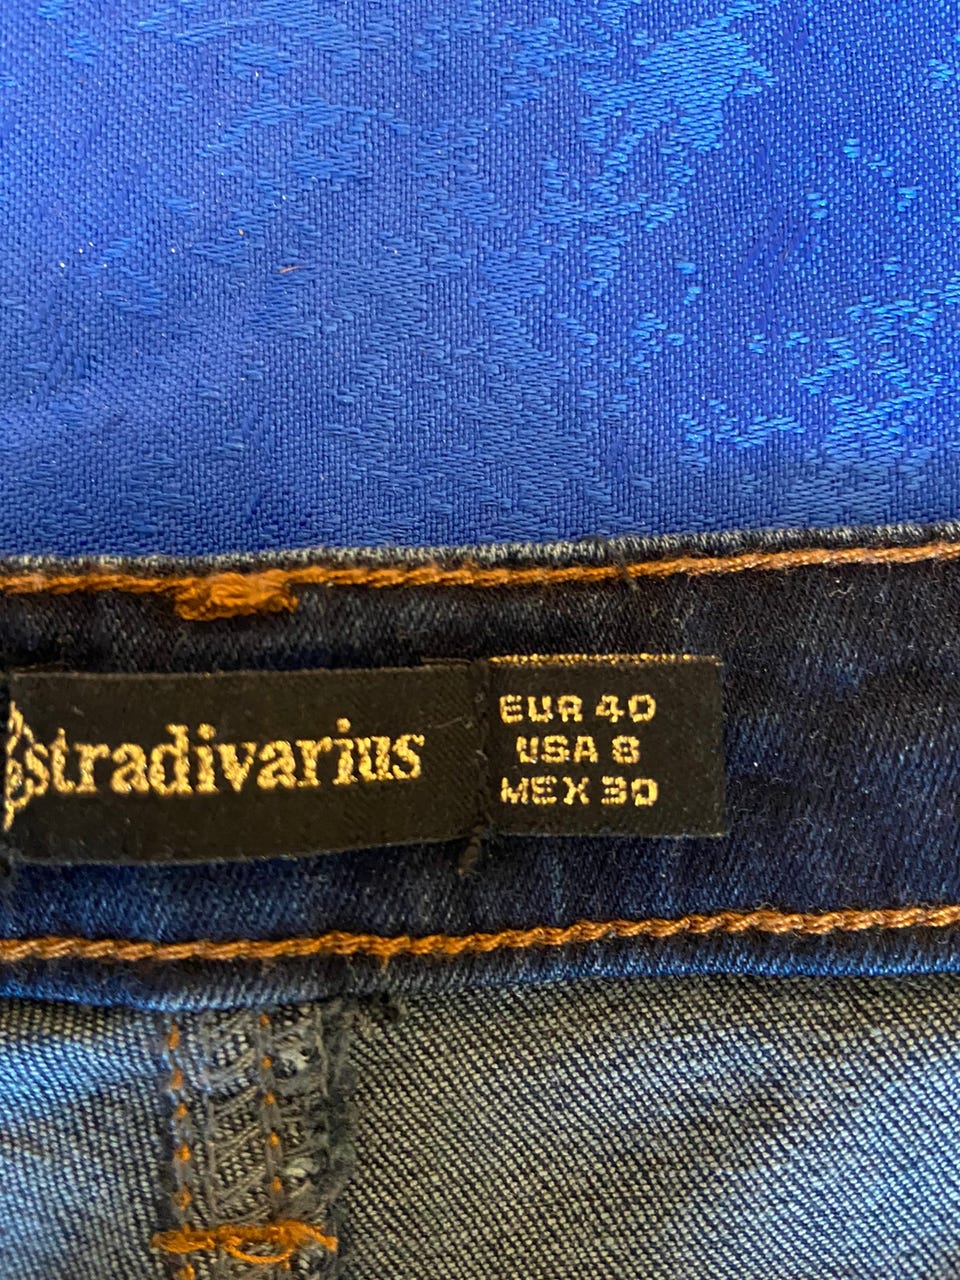 stradivarius
EUR 40
USA 8
MEX 30